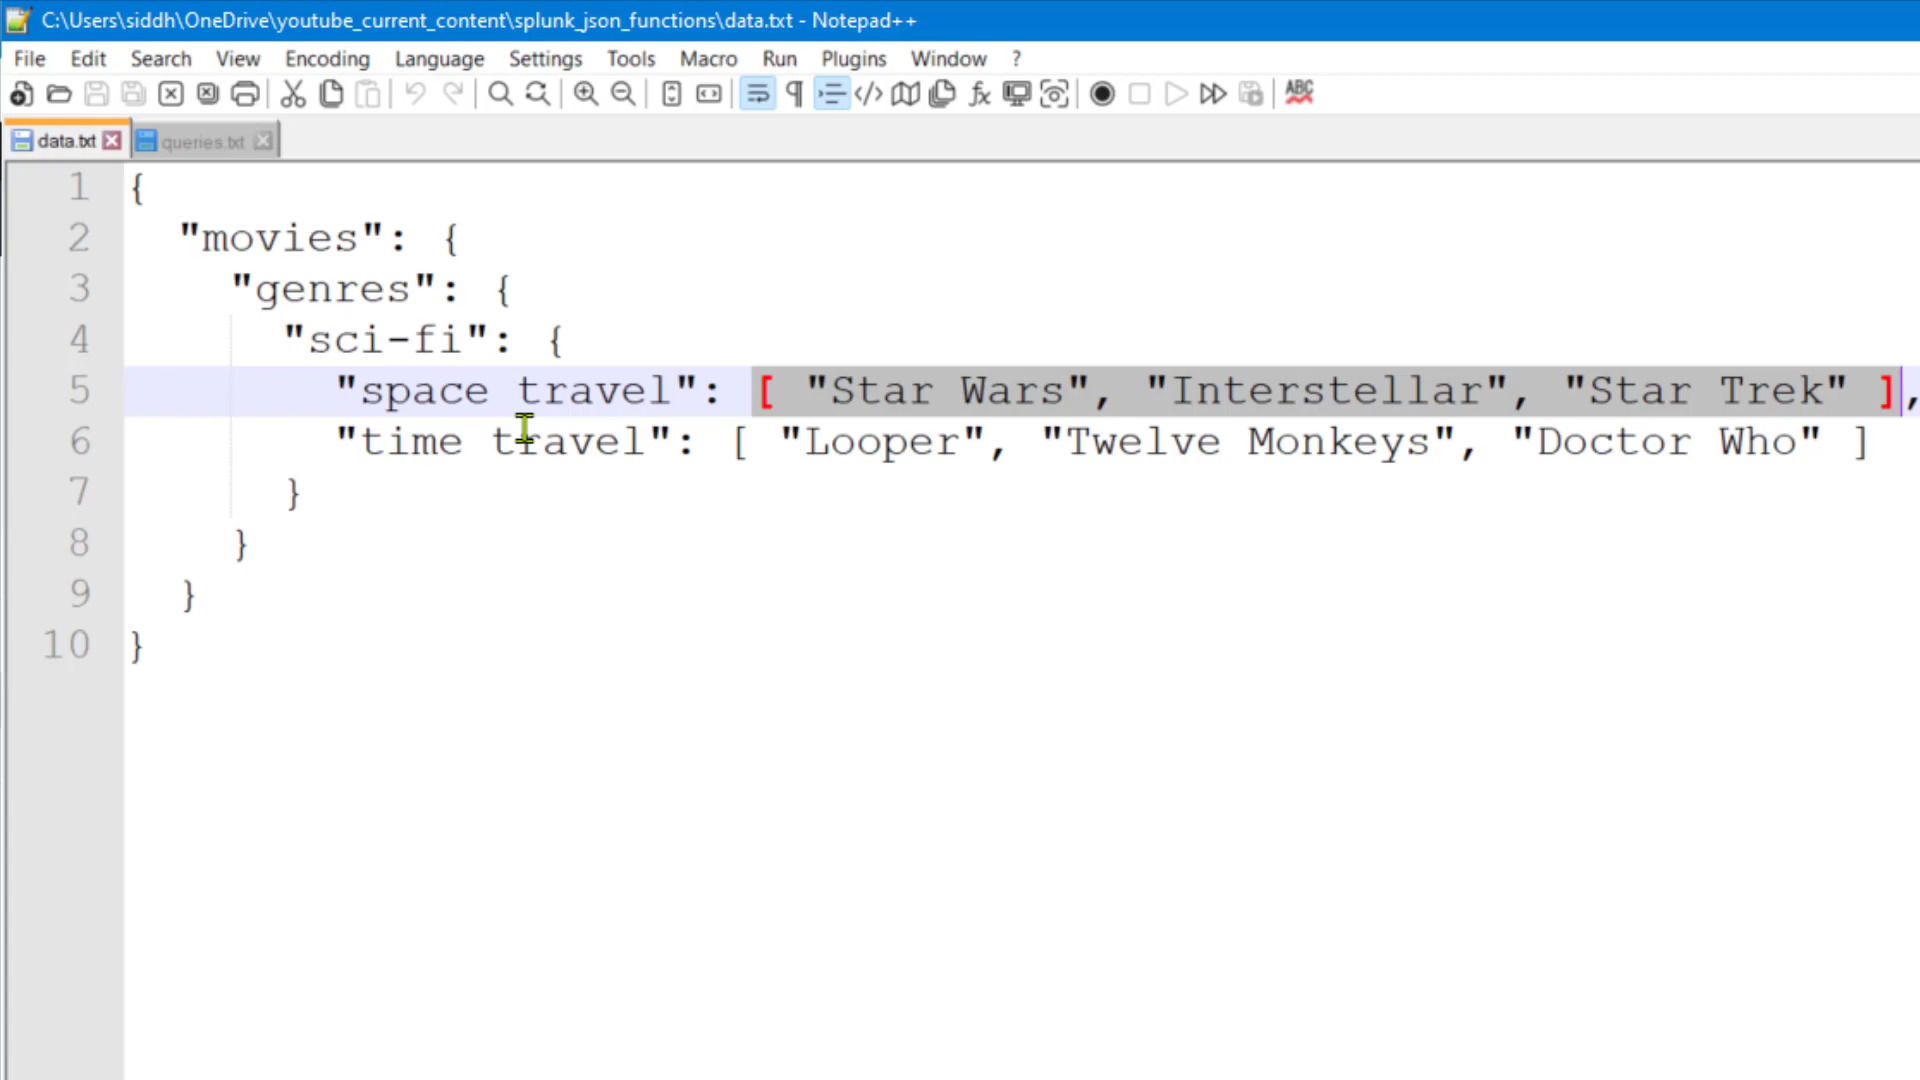 C:\Users\siddh\OneDrive\youtube_current_content\splunk_json_functions\data.txt - Notepad++
File Edit Search View Encoding Language Settings Tools Macro Run Plugins Window ?
ABC
data.txt queries.txt
1 {
2 "movies": {
3 "genres": {
4 "sci-fi": {
5 "space travel": [ "Star Wars", "Interstellar", "Star Trek" ],
6 "time travel": [ "Looper", "Twelve Monkeys", "Doctor Who" ]
7 }
8 }
9 }
10 }